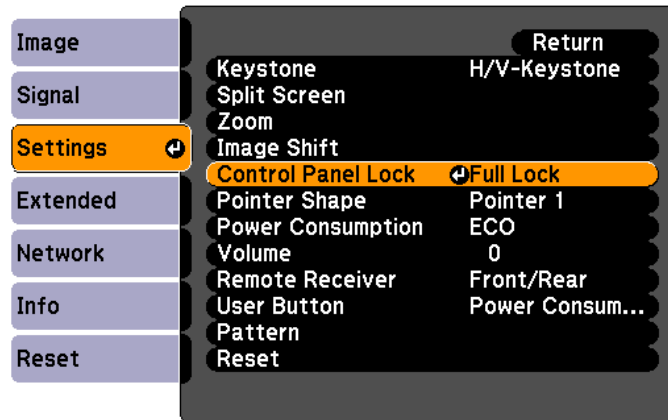 Image
Signal
Settings
Extended
Network
Info
Reset
Return
Keystone H/V-Keystone
Split Screen
Zoom
Image Shift
Control Panel Lock Full Lock
Pointer Shape Pointer 1
Power Consumption ECO
Volume 0
Remote Receiver Front/Rear
User Button Power Consum...
Pattern
Reset